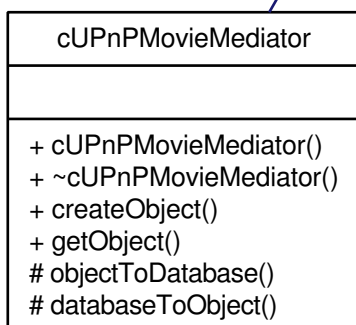 cUPnPMovieMediator
+ cUPnPMovieMediator()
+ ~cUPnPMovieMediator()
+ createObject()
+ getObject()
# objectToDatabase()
# databaseToObject()